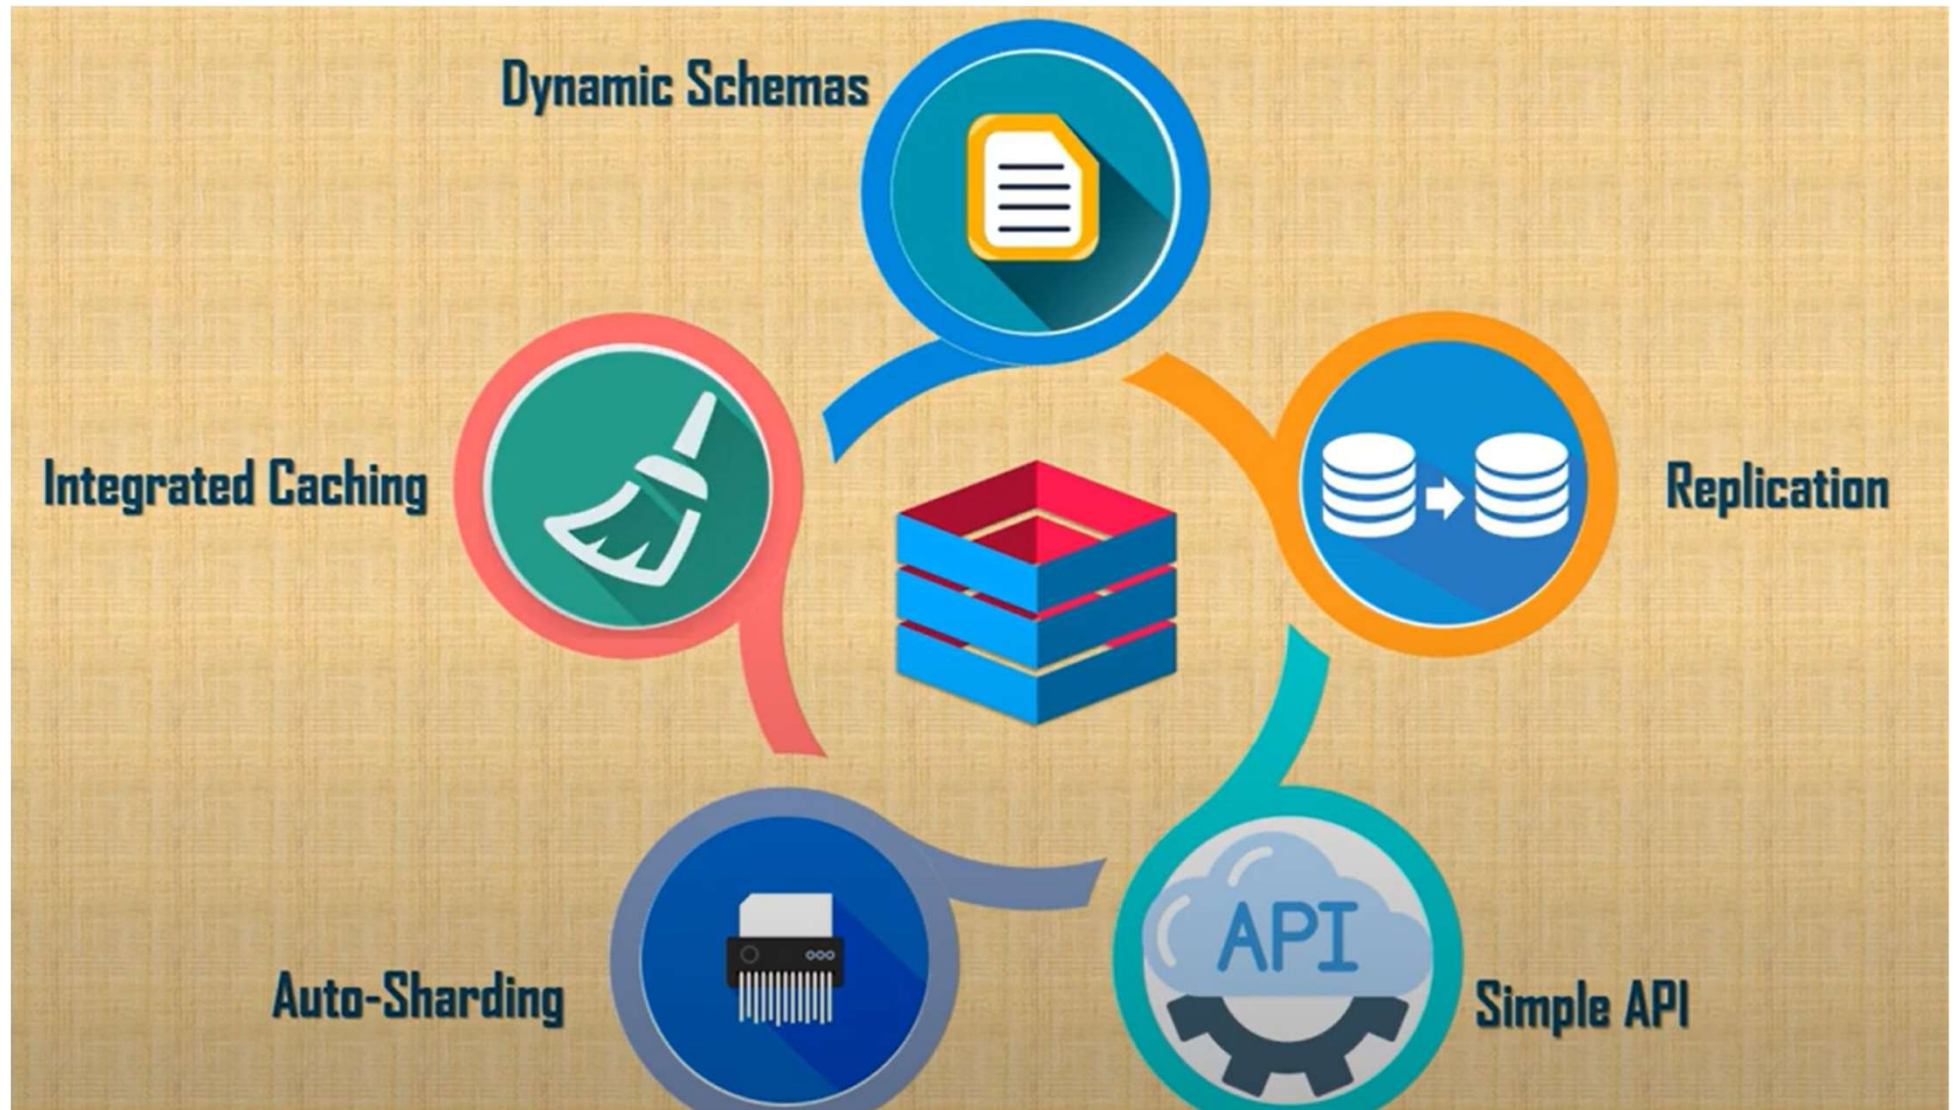 Dynamic Schemas
Integrated Caching
Replication
API
Auto-Sharding
Simple API